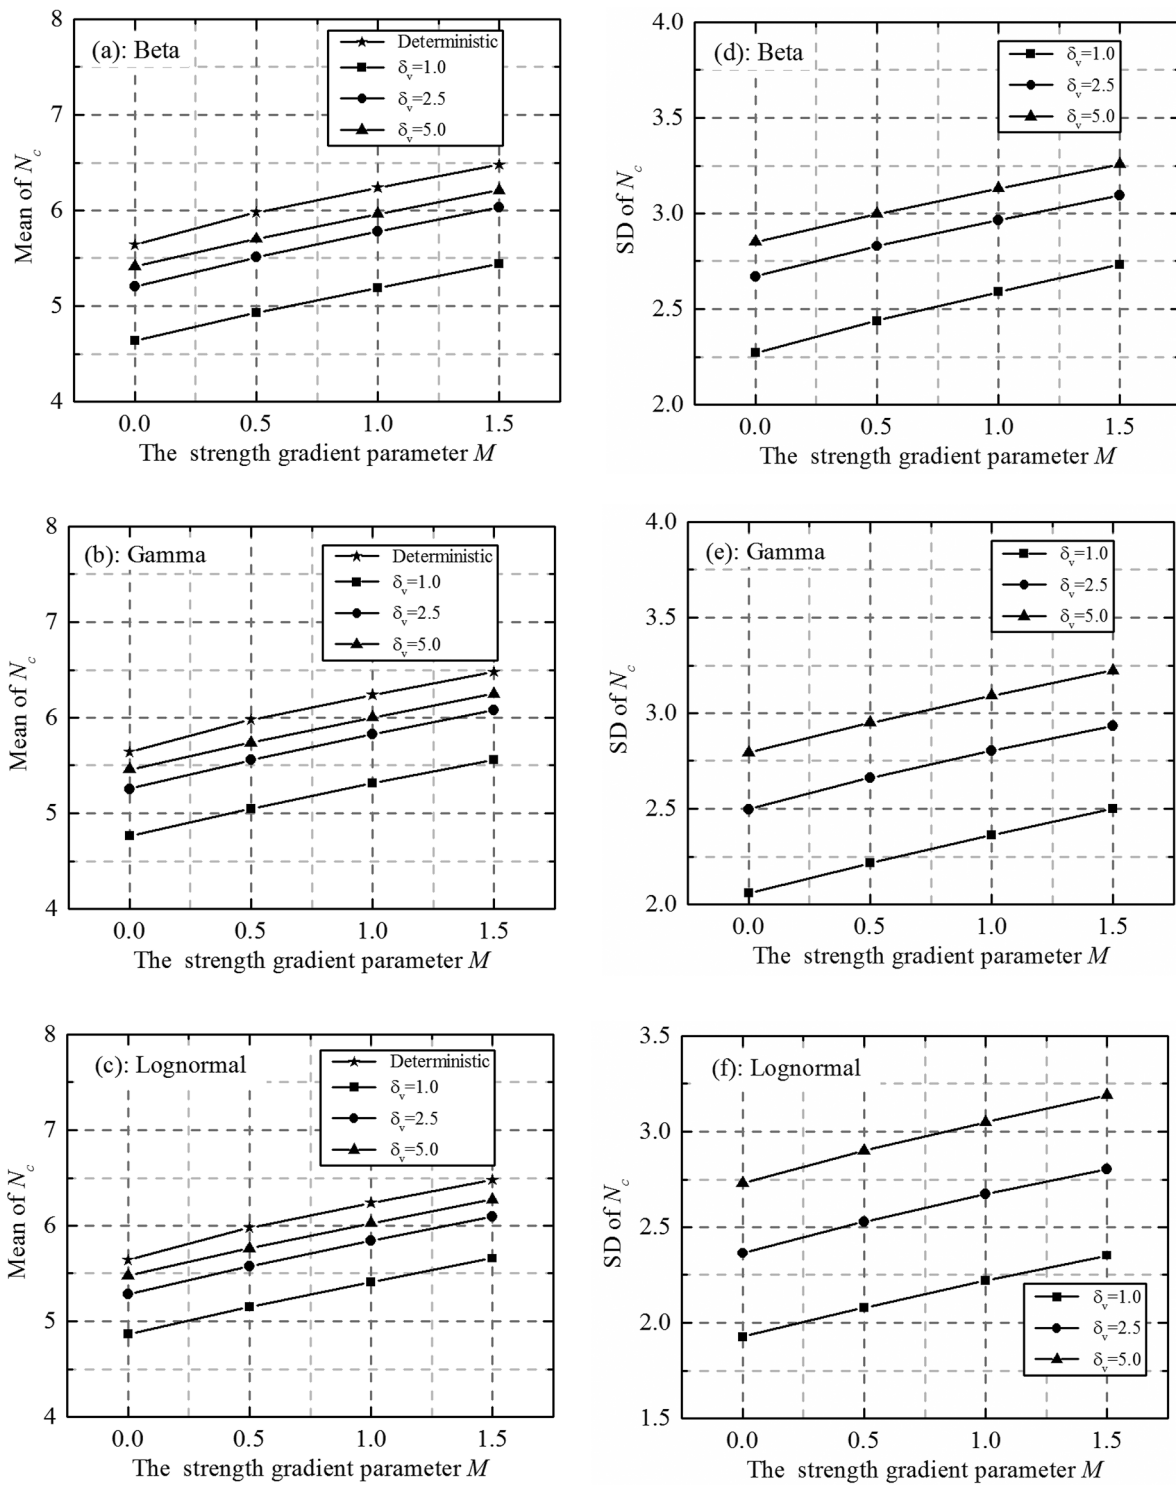 (a): Beta
Deterministic
δv=1.0
δv=2.5
δv=5.0
8
7
6
5
4
Mean of Nc
0.0 0.5 1.0 1.5
The strength gradient parameter M
(d): Beta
δv=1.0
δv=2.5
δv=5.0
4.0
3.5
3.0
2.5
2.0
SD of Nc
0.0 0.5 1.0 1.5
The strength gradient parameter M
(b): Gamma
Deterministic
δv=1.0
δv=2.5
δv=5.0
8
7
6
5
4
Mean of Nc
0.0 0.5 1.0 1.5
The strength gradient parameter M
(e): Gamma
δv=1.0
δv=2.5
δv=5.0
4.0
3.5
3.0
2.5
2.0
SD of Nc
0.0 0.5 1.0 1.5
The strength gradient parameter M
(c): Lognormal
Deterministic
δv=1.0
δv=2.5
δv=5.0
8
7
6
5
4
Mean of Nc
0.0 0.5 1.0 1.5
The strength gradient parameter M
(f): Lognormal
δv=1.0
δv=2.5
δv=5.0
3.5
3.0
2.5
2.0
1.5
SD of Nc
0.0 0.5 1.0 1.5
The strength gradient parameter M